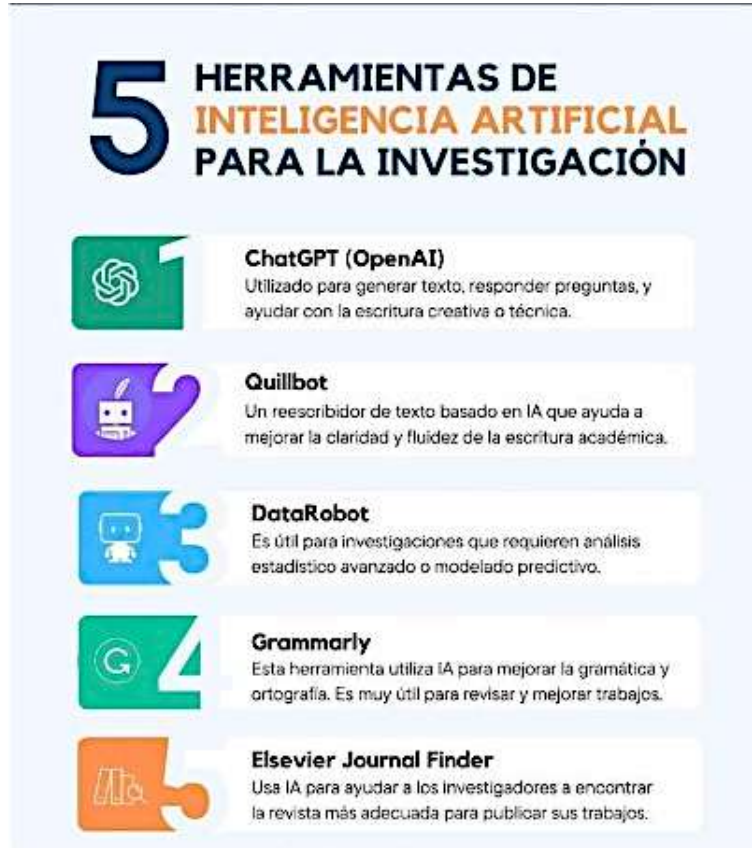 5 HERRAMIENTAS DE
INTELIGENCIA ARTIFICIAL
PARA LA INVESTIGACIÓN
1
ChatGPT (OpenAI)
Utilizado para generar texto, responder preguntas, y
ayudar con la escritura creativa o técnica.
2
Quillbot
Un reescribidor de texto basado en IA que ayuda a
mejorar la claridad y fluidez de la escritura académica.
3
DataRobot
Es útil para investigaciones que requieren análisis
estadístico avanzado o modelado predictivo.
4
Grammarly
Esta herramienta utiliza IA para mejorar la gramática y
ortografía. Es muy útil para revisar y mejorar trabajos.
5
Elsevier Journal Finder
Usa IA para ayudar a los investigadores a encontrar
la revista más adecuada para publicar sus trabajos.